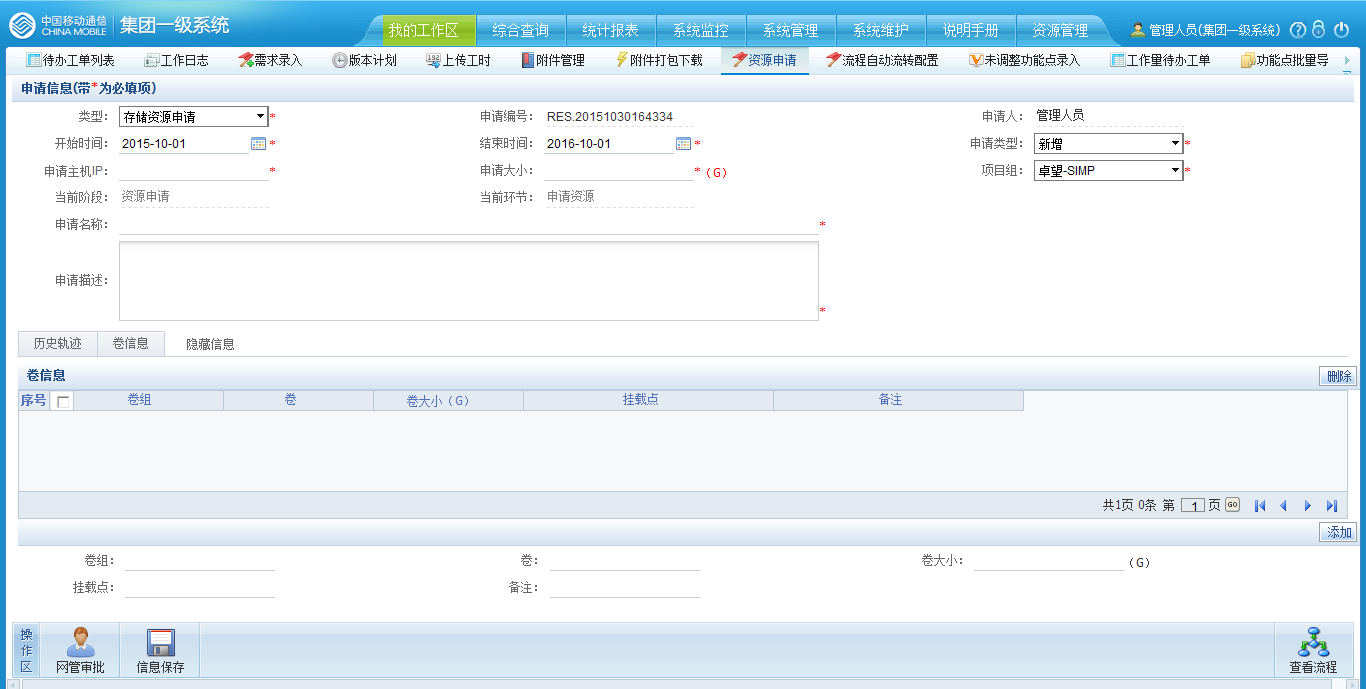 中国移动通信 CHINA MOBILE 集团一级系统 我的工作区 综合查询 统计报表 系统监控 系统管理 系统维护 说明手册 资源管理 管理人员(集团一级系统)
待办工单列表 工作日志 需求录入 版本计划 上传工时 附件管理 附件打包下载 资源申请 流程自动流转配置 未调整功能点录入 工作量待办工单 功能点批量导
申请信息(带*为必填项)
类型: 存储资源申请 * 申请编号: RES.20151030164334 申请人: 管理人员
开始时间: 2015-10-01 * 结束时间: 2016-10-01 * 申请类型: 新增 *
申请主机IP: * 申请大小: * (G) 项目组: 卓望-SIMP *
当前阶段: 资源申请 当前环节: 申请资源
申请名称: *
申请描述: *
历史轨迹 卷信息 隐藏信息
卷信息 删除
序号 卷组 卷 卷大小(G) 挂载点 备注
共1页 0条 第 1 页 GO
添加
卷组: 卷: 卷大小: (G)
挂载点: 备注:
操作区 网管审批 信息保存 查看流程